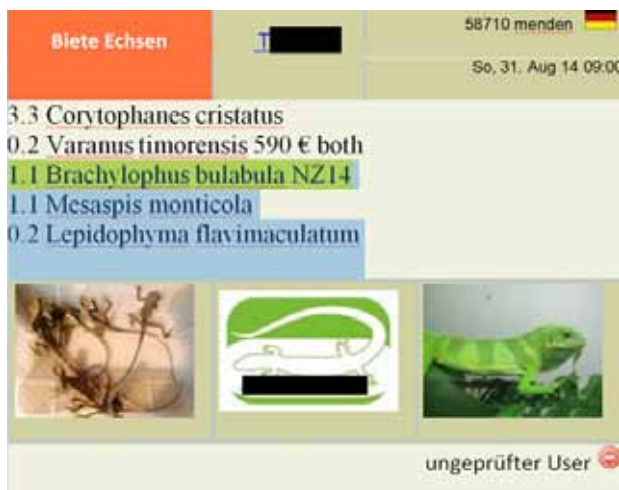 Biete Echsen
T
58710 menden
So, 31. Aug 14 09:00
3.3 Corytophanes cristatus
0.2 Varanus timorensis 590 € both
1.1 Brachylophus bulabula NZ14
1.1 Mesaspis monticola
0.2 Lepidophyma flavimaculatum
ungeprüfter User